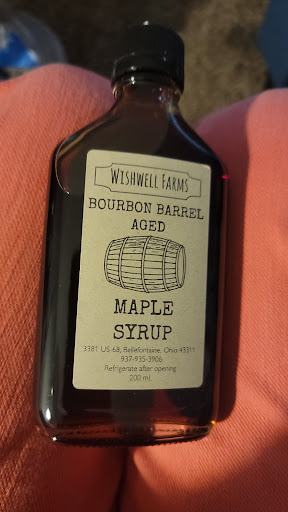 WISHWELL FARMS
BOURBON BARREL
AGED
MAPLE
SYRUP
3381 US-68, Bellefontaine, Ohio 43311
937-935-3906
Refrigerate after opening
200 mL